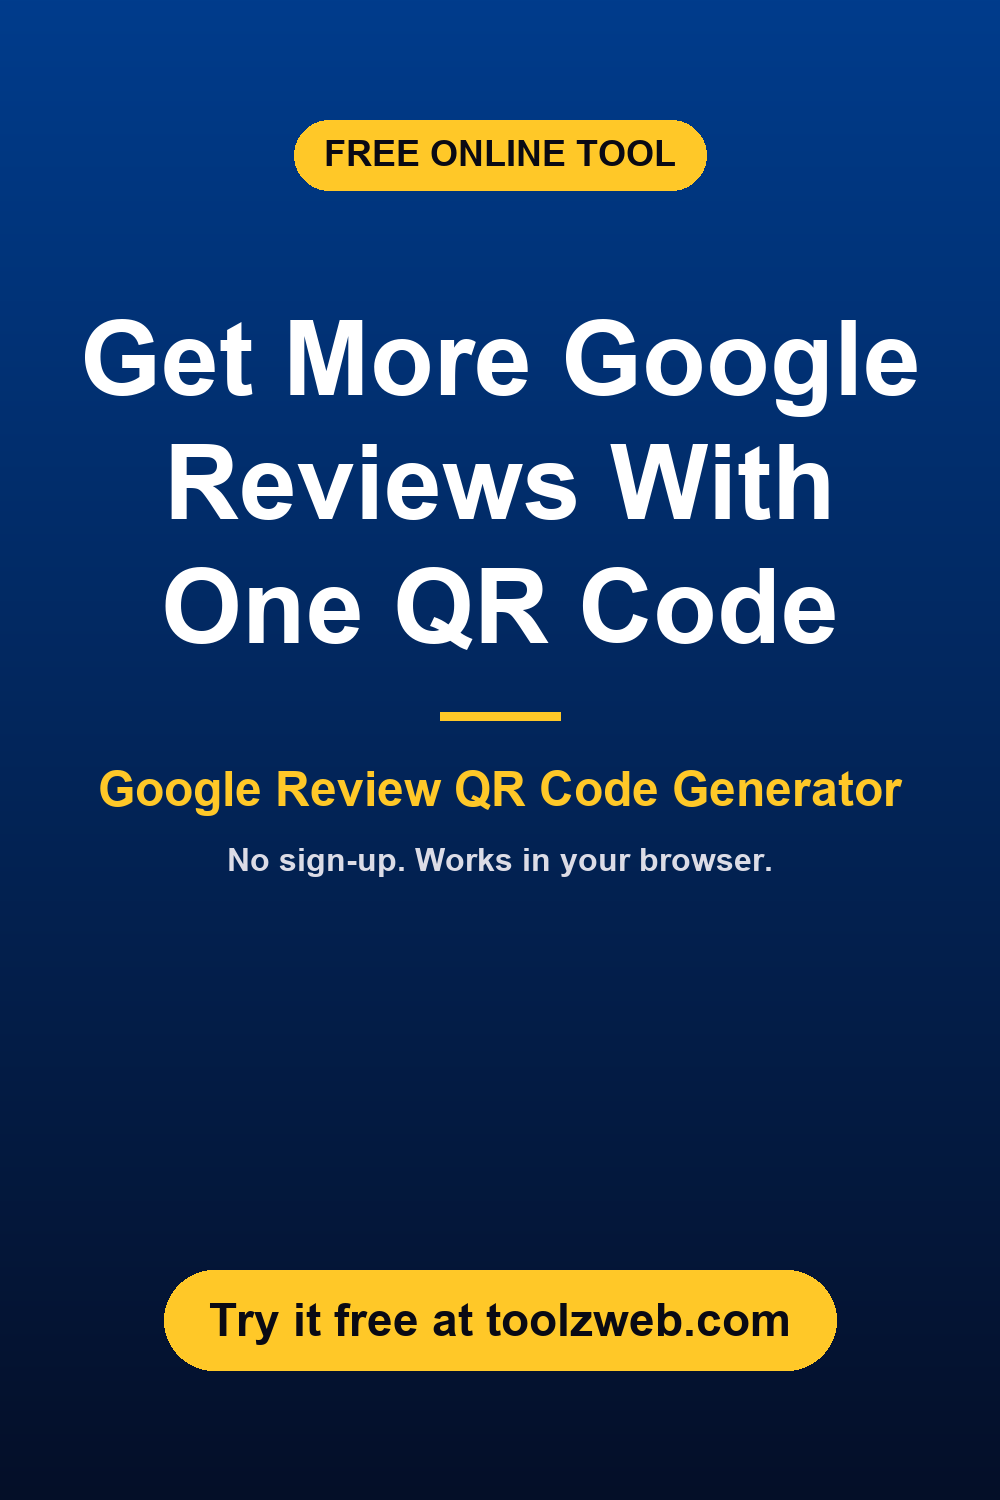 FREE ONLINE TOOL
Get More Google
Reviews With
One QR Code
Google Review QR Code Generator
No sign-up. Works in your browser.
Try it free at toolzweb.com